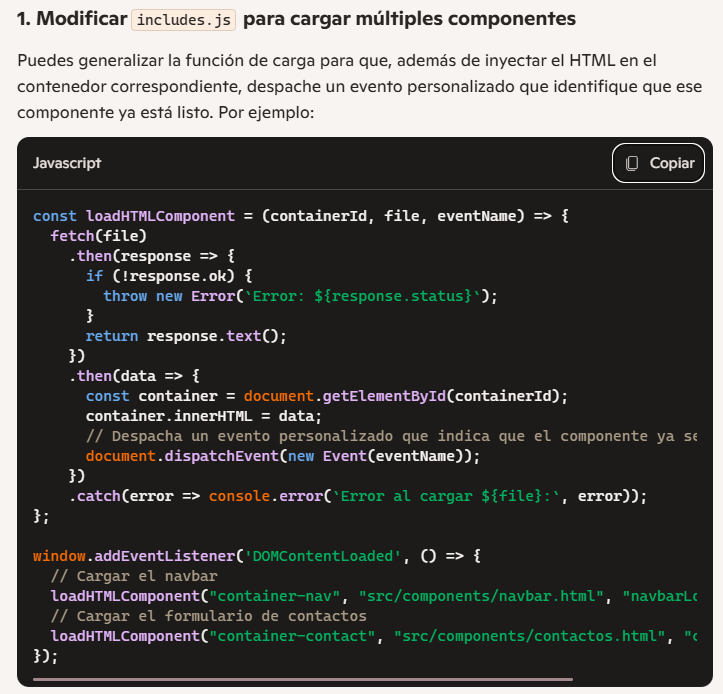 1. Modificar includes.js para cargar múltiples componentes
Puedes generalizar la función de carga para que, además de inyectar el HTML en el
contenedor correspondiente, despache un evento personalizado que identifique que ese
componente ya está listo. Por ejemplo:
Javascript
Copiar
const loadHTMLComponent = (containerId, file, eventName) => {
  fetch(file)
    .then(response => {
      if (!response.ok) {
        throw new Error(`Error: ${response.status}`);
      }
      return response.text();
    })
    .then(data => {
      const container = document.getElementById(containerId);
      container.innerHTML = data;
      // Despacha un evento personalizado que indica que el componente ya se
      document.dispatchEvent(new Event(eventName));
    })
    .catch(error => console.error(`Error al cargar ${file}:`, error));
};
window.addEventListener('DOMContentLoaded', () => {
  // Cargar el navbar
  loadHTMLComponent("container-nav", "src/components/navbar.html", "navbarLo
  // Cargar el formulario de contactos
  loadHTMLComponent("container-contact", "src/components/contactos.html", "c
});